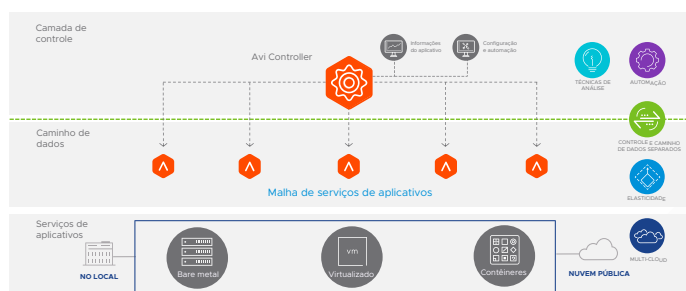 Camada de
controle
Avi Controller
Informações
do aplicativo
Configuração
e automação
TÉCNICAS DE
ANÁLISE
AUTOMAÇÃO
CONTROLE E CAMINHO
DE DADOS SEPARADOS
Caminho de
dados
Malha de serviços de aplicativos
ELASTICIDADE
Serviços de
aplicativos
NO LOCAL
Bare metal
vm
Virtualizado
Contêineres
NUVEM PÚBLICA
MULTI-CLOUD